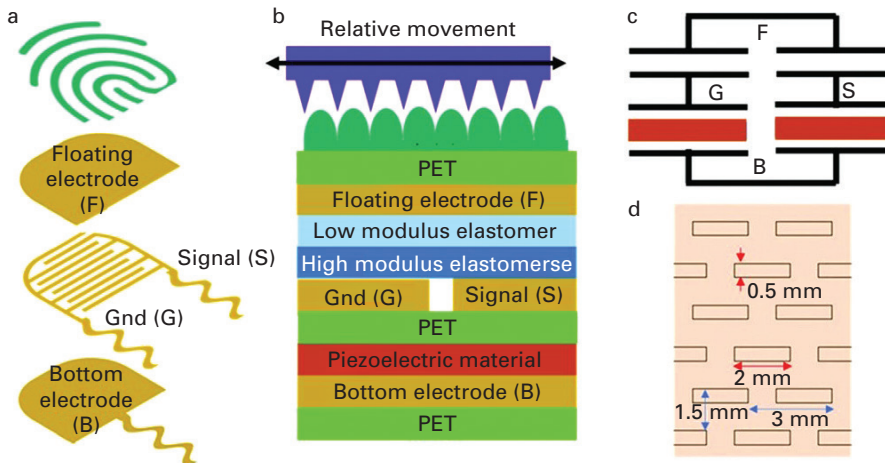 a
Floating
electrode
(F)
Signal (S)
Gnd (G)
Bottom
electrode
(B)
b
Relative movement
PET
Floating electrode (F)
Low modulus elastomer
High modulus elastomerse
Gnd (G)
Signal (S)
PET
Piezoelectric material
Bottom electrode (B)
PET
c
F
G
S
B
d
0.5 mm
2 mm
1.5 mm
3 mm